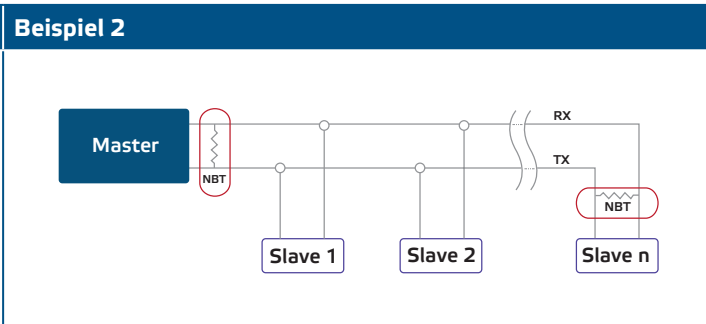 Beispiel 2
RX
Master
TX
NBT
NBT
Slave 1
Slave 2
Slave n